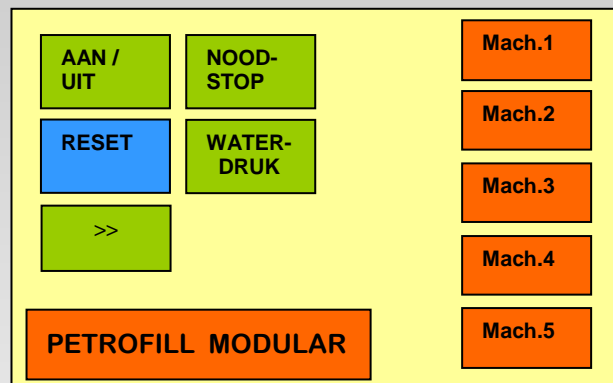 AAN /
UIT
NOOD-
STOP
RESET
WATER-
DRUK
>>
PETROFILL MODULAR
Mach.1
Mach.2
Mach.3
Mach.4
Mach.5